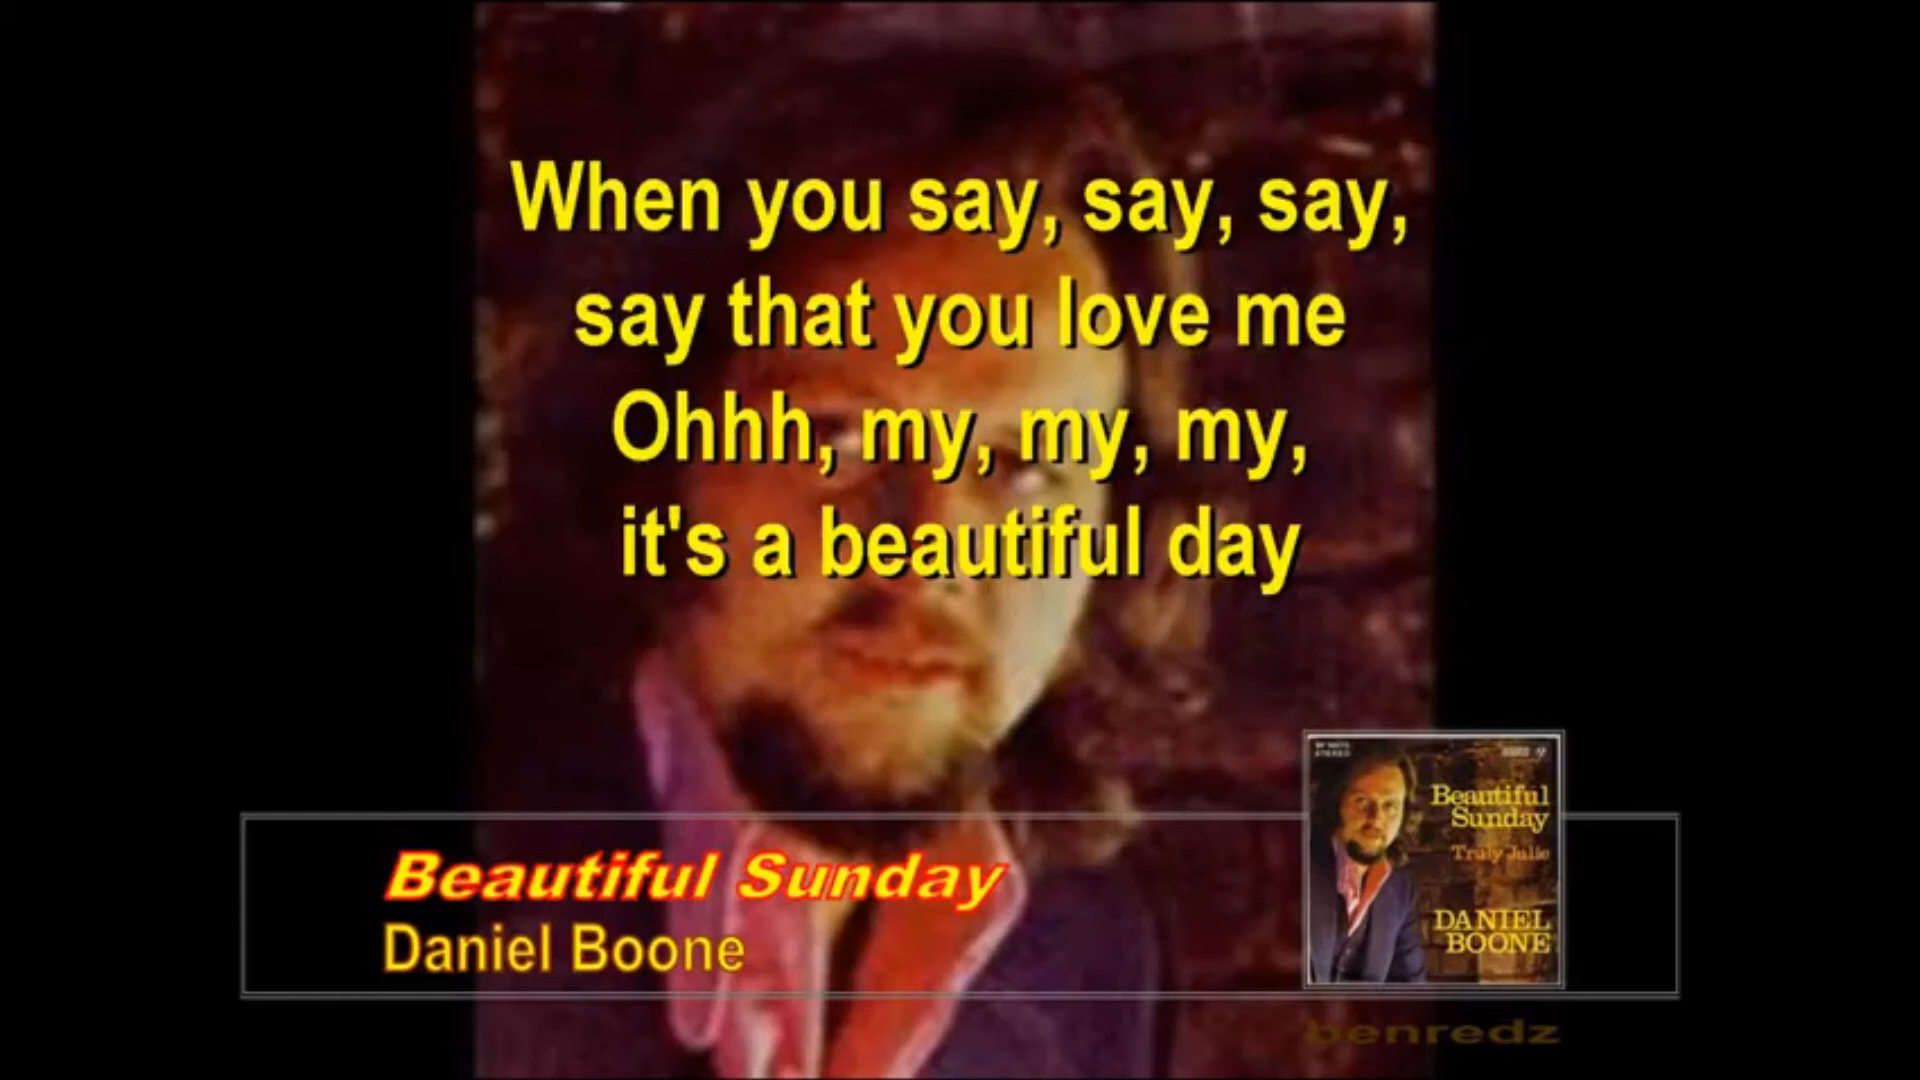 When you say, say, say,
say that you love me
Ohhh, my, my, my,
it's a beautiful day
Beautiful Sunday
Daniel Boone
STEREO
Beautiful
Sunday
Truly Julie
DANIEL
BOONE
benredz